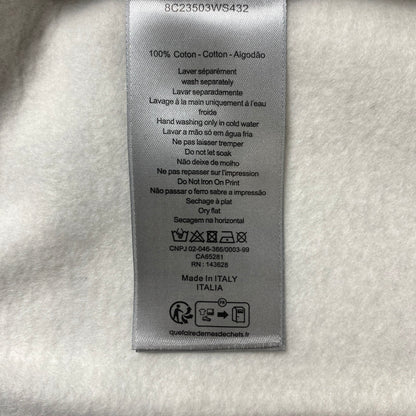 8C23503WS432
100% Coton - Cotton - Algodão
Laver séparément
wash separately
Lavar separadamente
Lavage à la main uniquement à l'eau
froide
Hand washing only in cold water
Lavar a mão só em água fria
Ne pas laisser tremper
Do not let soak
Não deixe de molho
Ne pas repasser sur l'impression
Do Not Iron On Print
Não passar o ferro sabre a impressão
Sechage à plat
Dry flat
Secagem na horizontal
CNPJ 02-046-366/0003-99
CA65281
RN : 143628
Made In ITALY
ITALIA
FR
quefairedemesdechets.fr